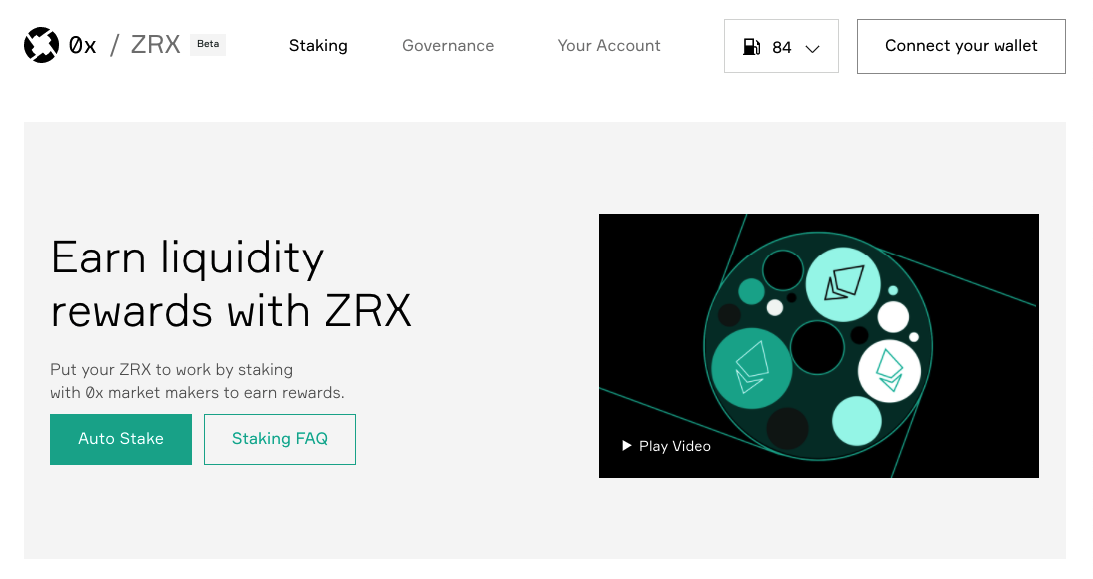 0x / ZRX Beta
Staking
Governance
Your Account
84
Connect your wallet
Earn liquidity
rewards with ZRX
Put your ZRX to work by staking
with 0x market makers to earn rewards.
Auto Stake
Staking FAQ
Play Video